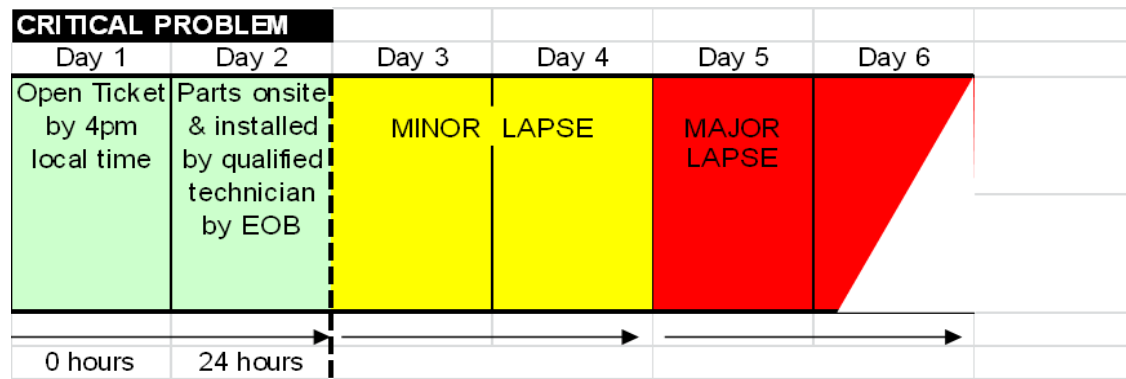 CRITICAL PROBLEM
Day 1 Day 2 Day 3 Day 4 Day 5 Day 6
Open Ticket
by 4pm
local time
Parts onsite
& installed
by qualified
technician
by EOB
MINOR LAPSE
MAJOR
LAPSE
0 hours 24 hours